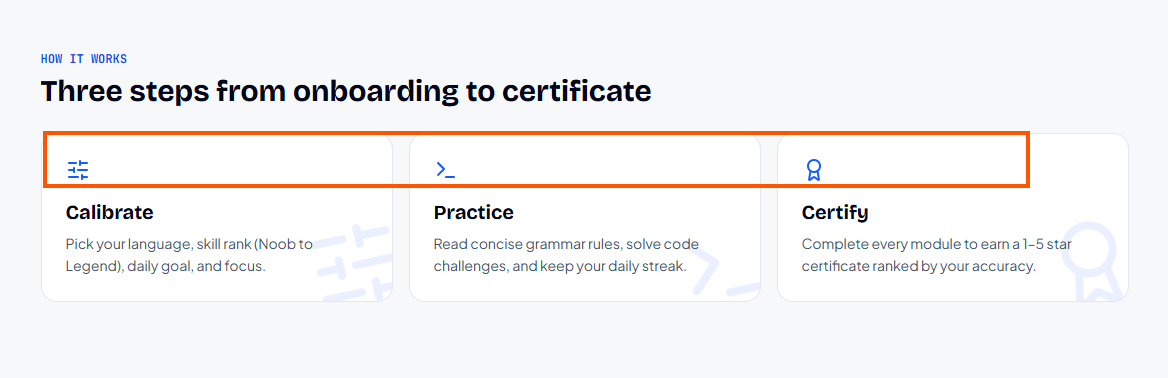 HOW IT WORKS
Three steps from onboarding to certificate
Calibrate
Pick your language, skill rank (Noob to
Legend), daily goal, and focus.
Practice
Read concise grammar rules, solve code
challenges, and keep your daily streak.
Certify
Complete every module to earn a 1–5 star
certificate ranked by your accuracy.